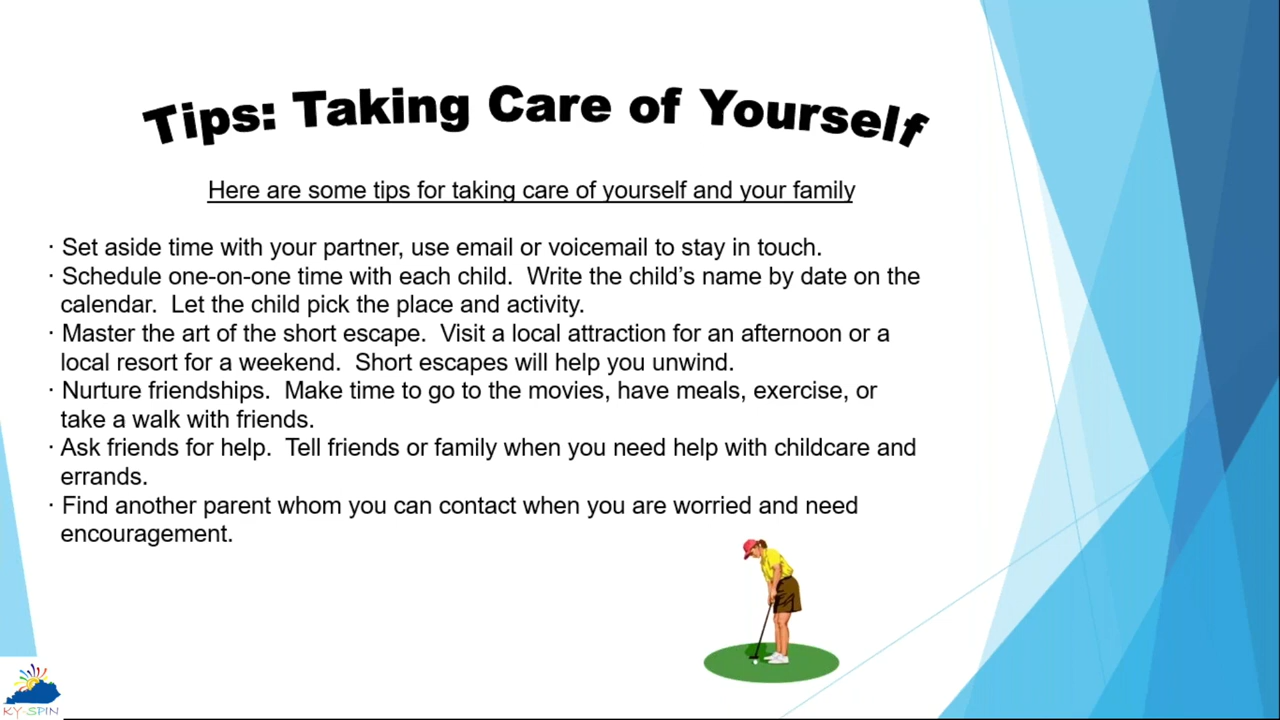 Tips: Taking Care of Yourself
Here are some tips for taking care of yourself and your family
· Set aside time with your partner, use email or voicemail to stay in touch.
· Schedule one-on-one time with each child.  Write the child’s name by date on the
calendar.  Let the child pick the place and activity.
· Master the art of the short escape.  Visit a local attraction for an afternoon or a
local resort for a weekend.  Short escapes will help you unwind.
· Nurture friendships.  Make time to go to the movies, have meals, exercise, or
take a walk with friends.
· Ask friends for help.  Tell friends or family when you need help with childcare and
errands.
· Find another parent whom you can contact when you are worried and need
encouragement.
KY-SPIN